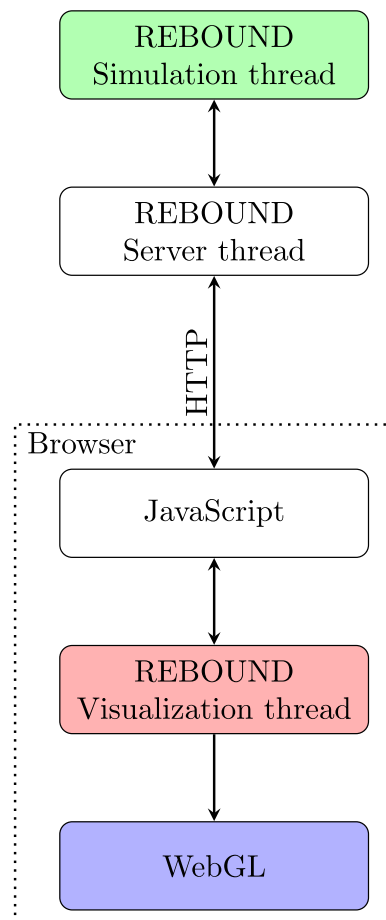 REBOUND
Simulation thread
REBOUND
Server thread
HTTP
Browser
JavaScript
REBOUND
Visualization thread
WebGL